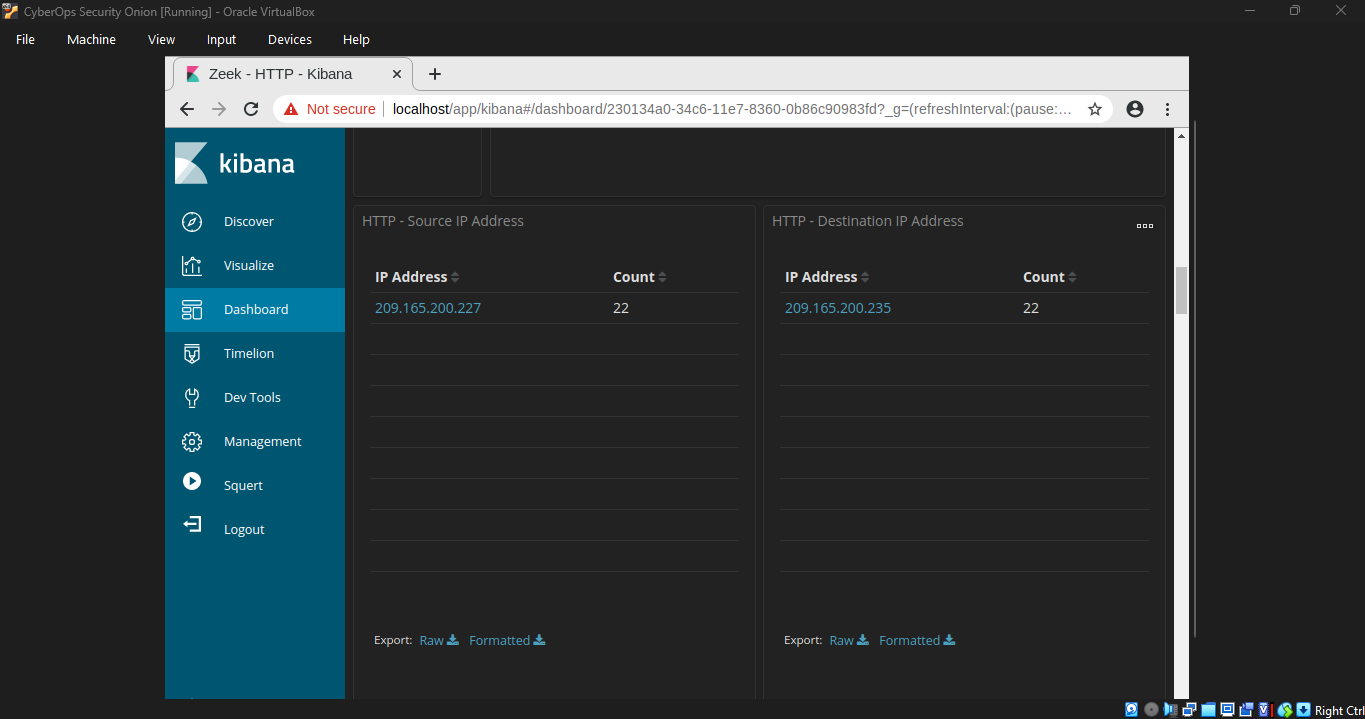 CyberOps Security Onion [Running] - Oracle VirtualBox
File Machine View Input Devices Help
Zeek - HTTP - Kibana
Not secure localhost/app/kibana#/dashboard/230134a0-34c6-11e7-8360-0b86c90983fd?_g=(refreshInterval:(pause:...
kibana
Discover
Visualize
Dashboard
Timelion
Dev Tools
Management
Squert
Logout
HTTP - Source IP Address
IP Address Count
209.165.200.227 22
Export: Raw Formatted
HTTP - Destination IP Address
IP Address Count
209.165.200.235 22
Export: Raw Formatted
Right Ctrl